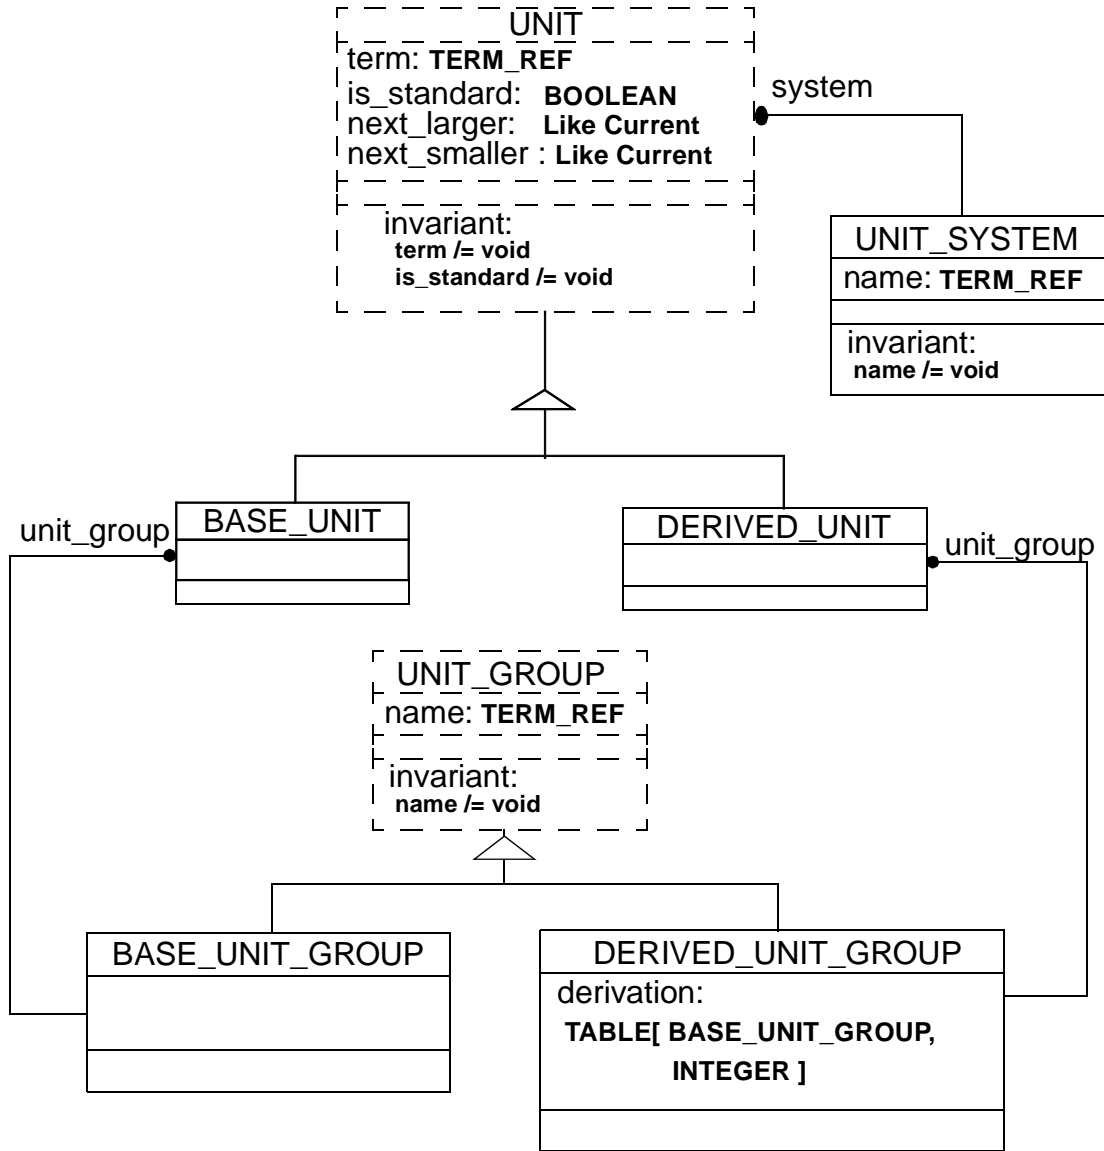 UNIT
term: TERM_REF
is_standard: BOOLEAN
next_larger: Like Current
next_smaller : Like Current
invariant:
term /= void
is_standard /= void
system
UNIT_SYSTEM
name: TERM_REF
invariant:
name /= void
unit_group
BASE_UNIT
DERIVED_UNIT
unit_group
UNIT_GROUP
name: TERM_REF
invariant:
name /= void
BASE_UNIT_GROUP
DERIVED_UNIT_GROUP
derivation:
TABLE[ BASE_UNIT_GROUP,
INTEGER ]